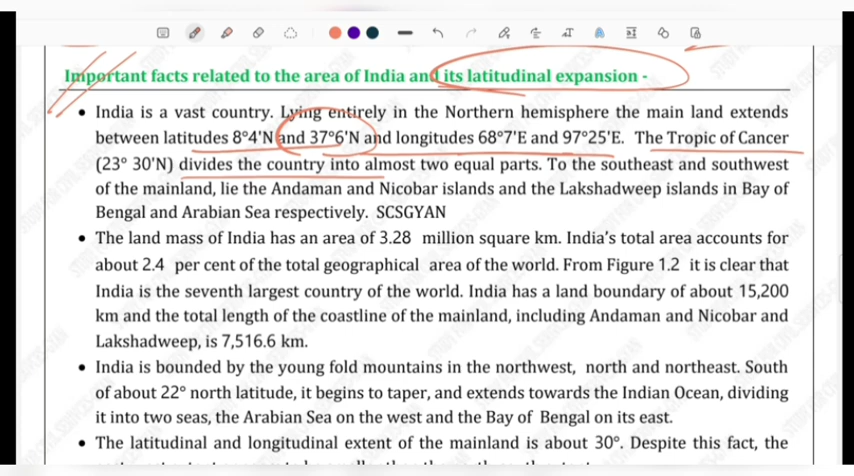 Important facts related to the area of India and its latitudinal expansion -
• India is a vast country. Lying entirely in the Northern hemisphere the main land extends
between latitudes 8°4'N and 37°6'N and longitudes 68°7'E and 97°25'E. The Tropic of Cancer
(23° 30'N) divides the country into almost two equal parts. To the southeast and southwest
of the mainland, lie the Andaman and Nicobar islands and the Lakshadweep islands in Bay of
Bengal and Arabian Sea respectively. SCSGYAN
• The land mass of India has an area of 3.28 million square km. India's total area accounts for
about 2.4 per cent of the total geographical area of the world. From Figure 1.2 it is clear that
India is the seventh largest country of the world. India has a land boundary of about 15,200
km and the total length of the coastline of the mainland, including Andaman and Nicobar and
Lakshadweep, is 7,516.6 km.
• India is bounded by the young fold mountains in the northwest, north and northeast. South
of about 22° north latitude, it begins to taper, and extends towards the Indian Ocean, dividing
it into two seas, the Arabian Sea on the west and the Bay of Bengal on its east.
• The latitudinal and longitudinal extent of the mainland is about 30°. Despite this fact, the